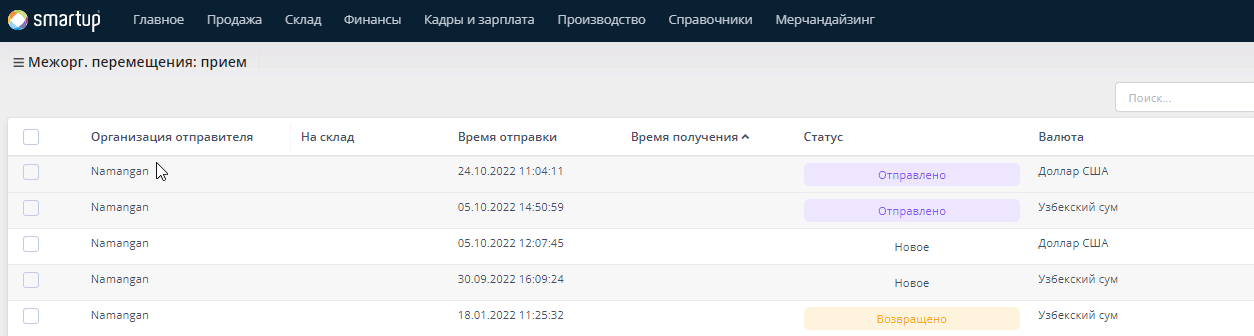 smartup Главное Продажа Склад Финансы Кадры и зарплата Производство Справочники Мерчандайзинг
Межорг. перемещения: прием
Поиск...
Организация отправителя На склад Время отправки Время получения Статус Валюта
Namangan 24.10.2022 11:04:11 Отправлено Доллар США
Namangan 05.10.2022 14:50:59 Отправлено Узбекский сум
Namangan 05.10.2022 12:07:45 Новое Доллар США
Namangan 30.09.2022 16:09:24 Новое Узбекский сум
Namangan 18.01.2022 11:25:32 Возвращено Узбекский сум